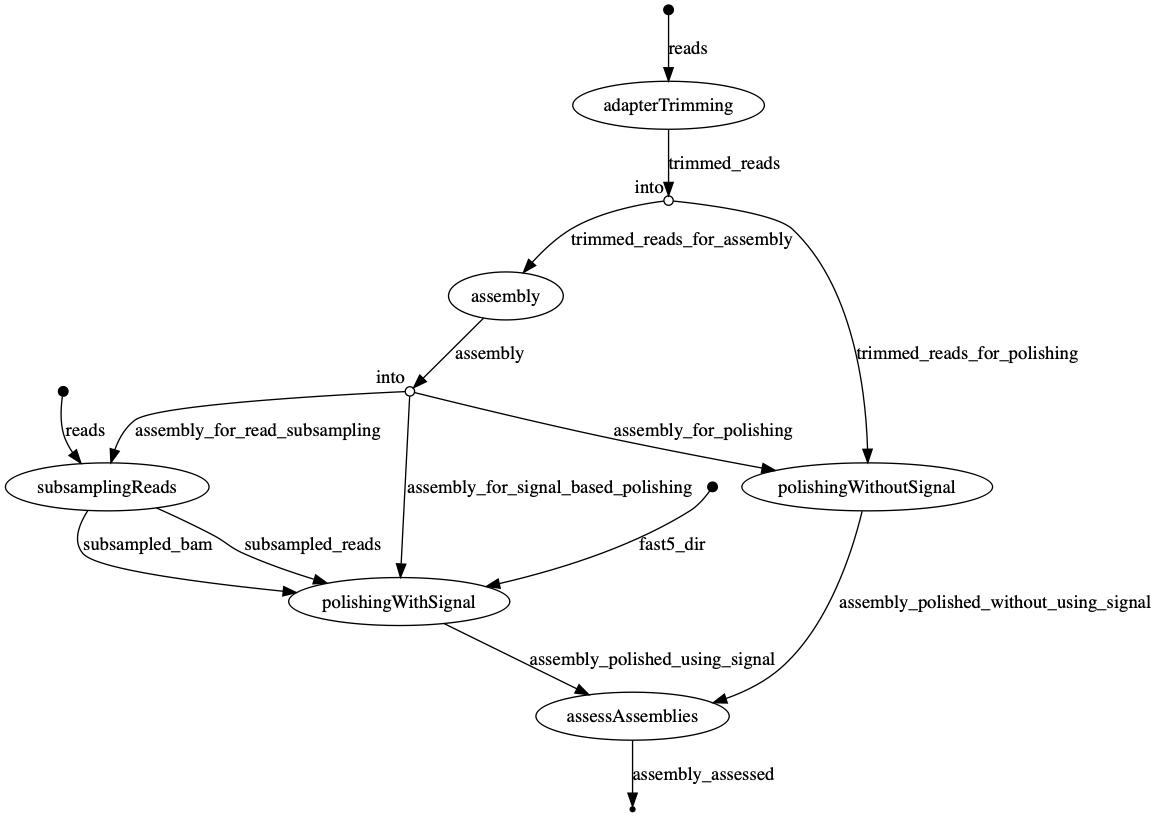 reads
adapterTrimming
trimmed_reads
into
trimmed_reads_for_assembly
assembly
assembly
trimmed_reads_for_polishing
into
reads
assembly_for_read_subsampling
assembly_for_polishing
subsamplingReads
assembly_for_signal_based_polishing
polishingWithoutSignal
subsampled_bam
subsampled_reads
fast5_dir
polishingWithSignal
assembly_polished_without_using_signal
assembly_polished_using_signal
assessAssemblies
assembly_assessed